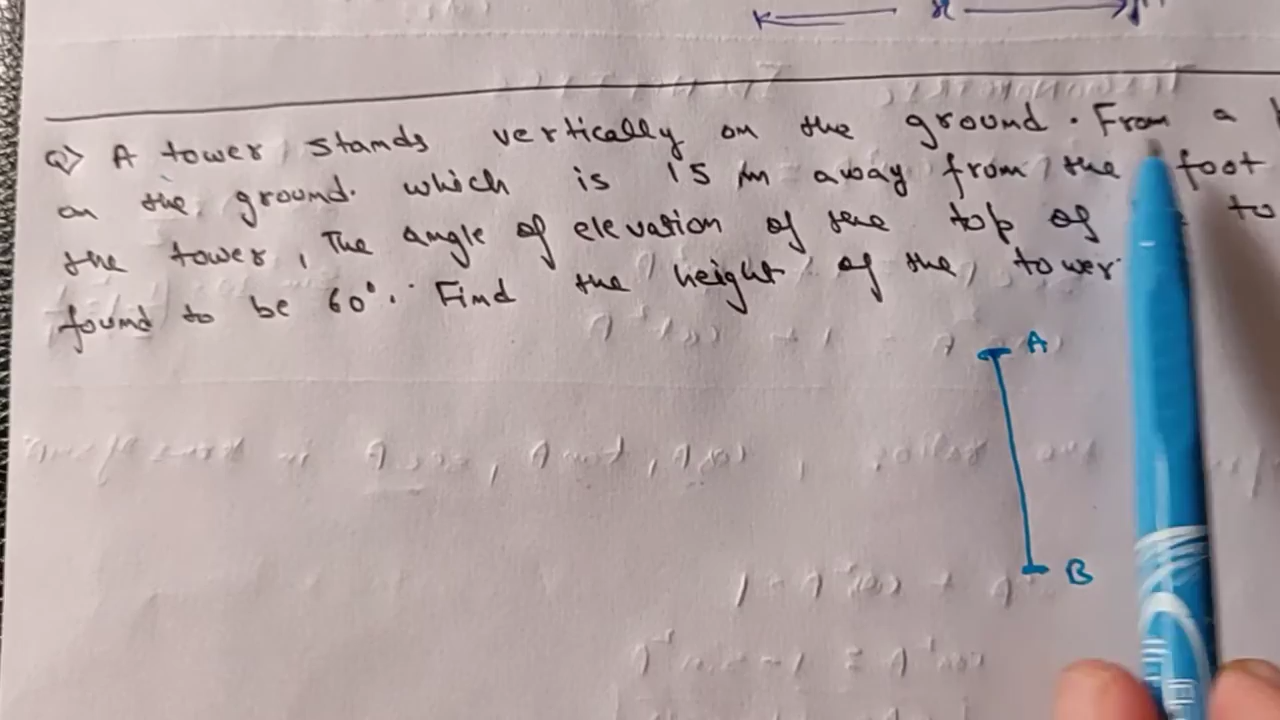 x
Q) A tower stands vertically on the ground. From a
on the ground. which is 15 m away from the foot
the tower, The angle of elevation of the top of to
found to be 60°. Find the height of the tower
A
B